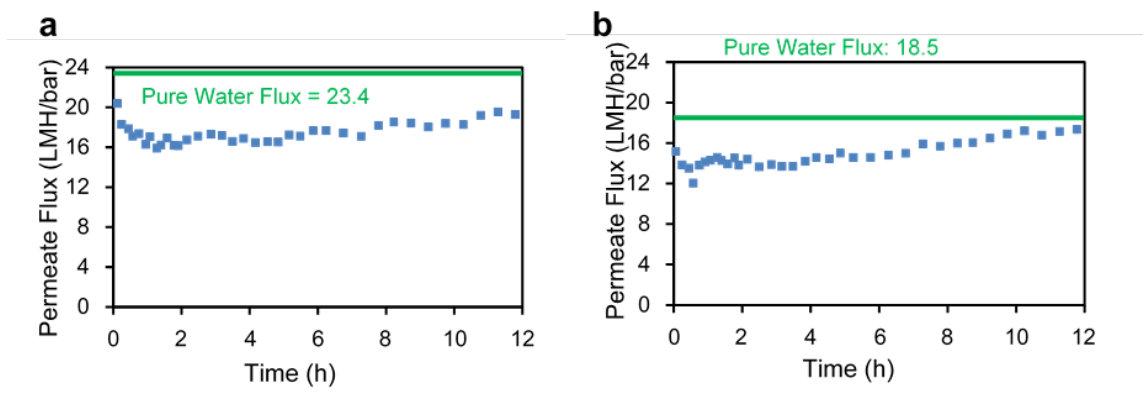 a
Permeate Flux (LMH/bar)
24
20
16
12
8
4
0
Pure Water Flux = 23.4
0 2 4 6 8 10 12
Time (h)
b
Pure Water Flux: 18.5
Permeate Flux (LMH/bar)
24
20
16
12
8
4
0
0 2 4 6 8 10 12
Time (h)